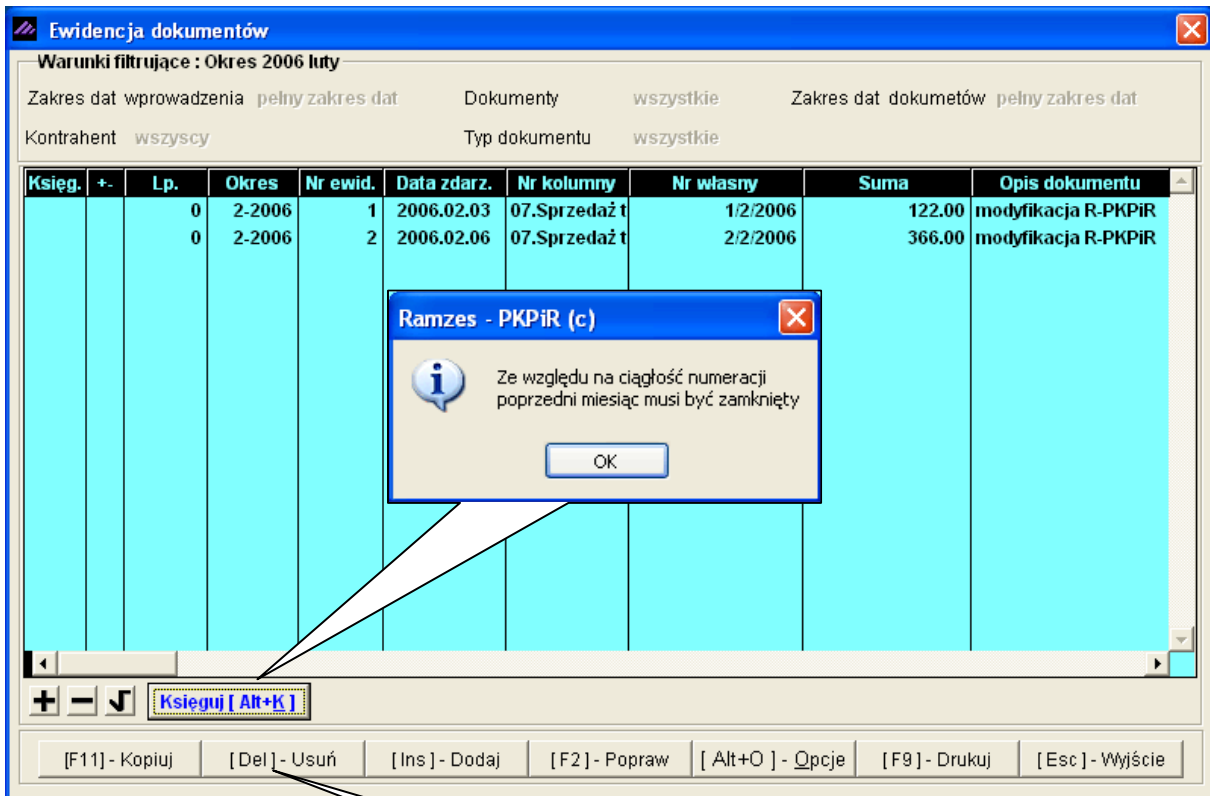 Ewidencja dokumentów
Warunki filtrujące : Okres 2006 luty
Zakres dat wprowadzenia pełny zakres dat Dokumenty wszystkie Zakres dat dokumetów pełny zakres dat
Kontrahent wszyscy Typ dokumentu wszystkie
Księg. +- Lp. Okres Nr ewid. Data zdarz. Nr kolumny Nr własny Suma Opis dokumentu
0 2-2006 1 2006.02.03 07.Sprzedaż t 1/2/2006 122.00 modyfikacja R-PKPiR
0 2-2006 2 2006.02.06 07.Sprzedaż t 2/2/2006 366.00 modyfikacja R-PKPiR
Ramzes - PKPiR (c)
Ze względu na ciągłość numeracji
poprzedni miesiąc musi być zamknięty
OK
Księguj [ Alt+K ]
[F11] - Kopiuj [ Del ] - Usuń [ Ins ] - Dodaj [ F2 ] - Popraw [ Alt+O ] - Opcje [ F9 ] - Drukuj [ Esc ] - Wyjście